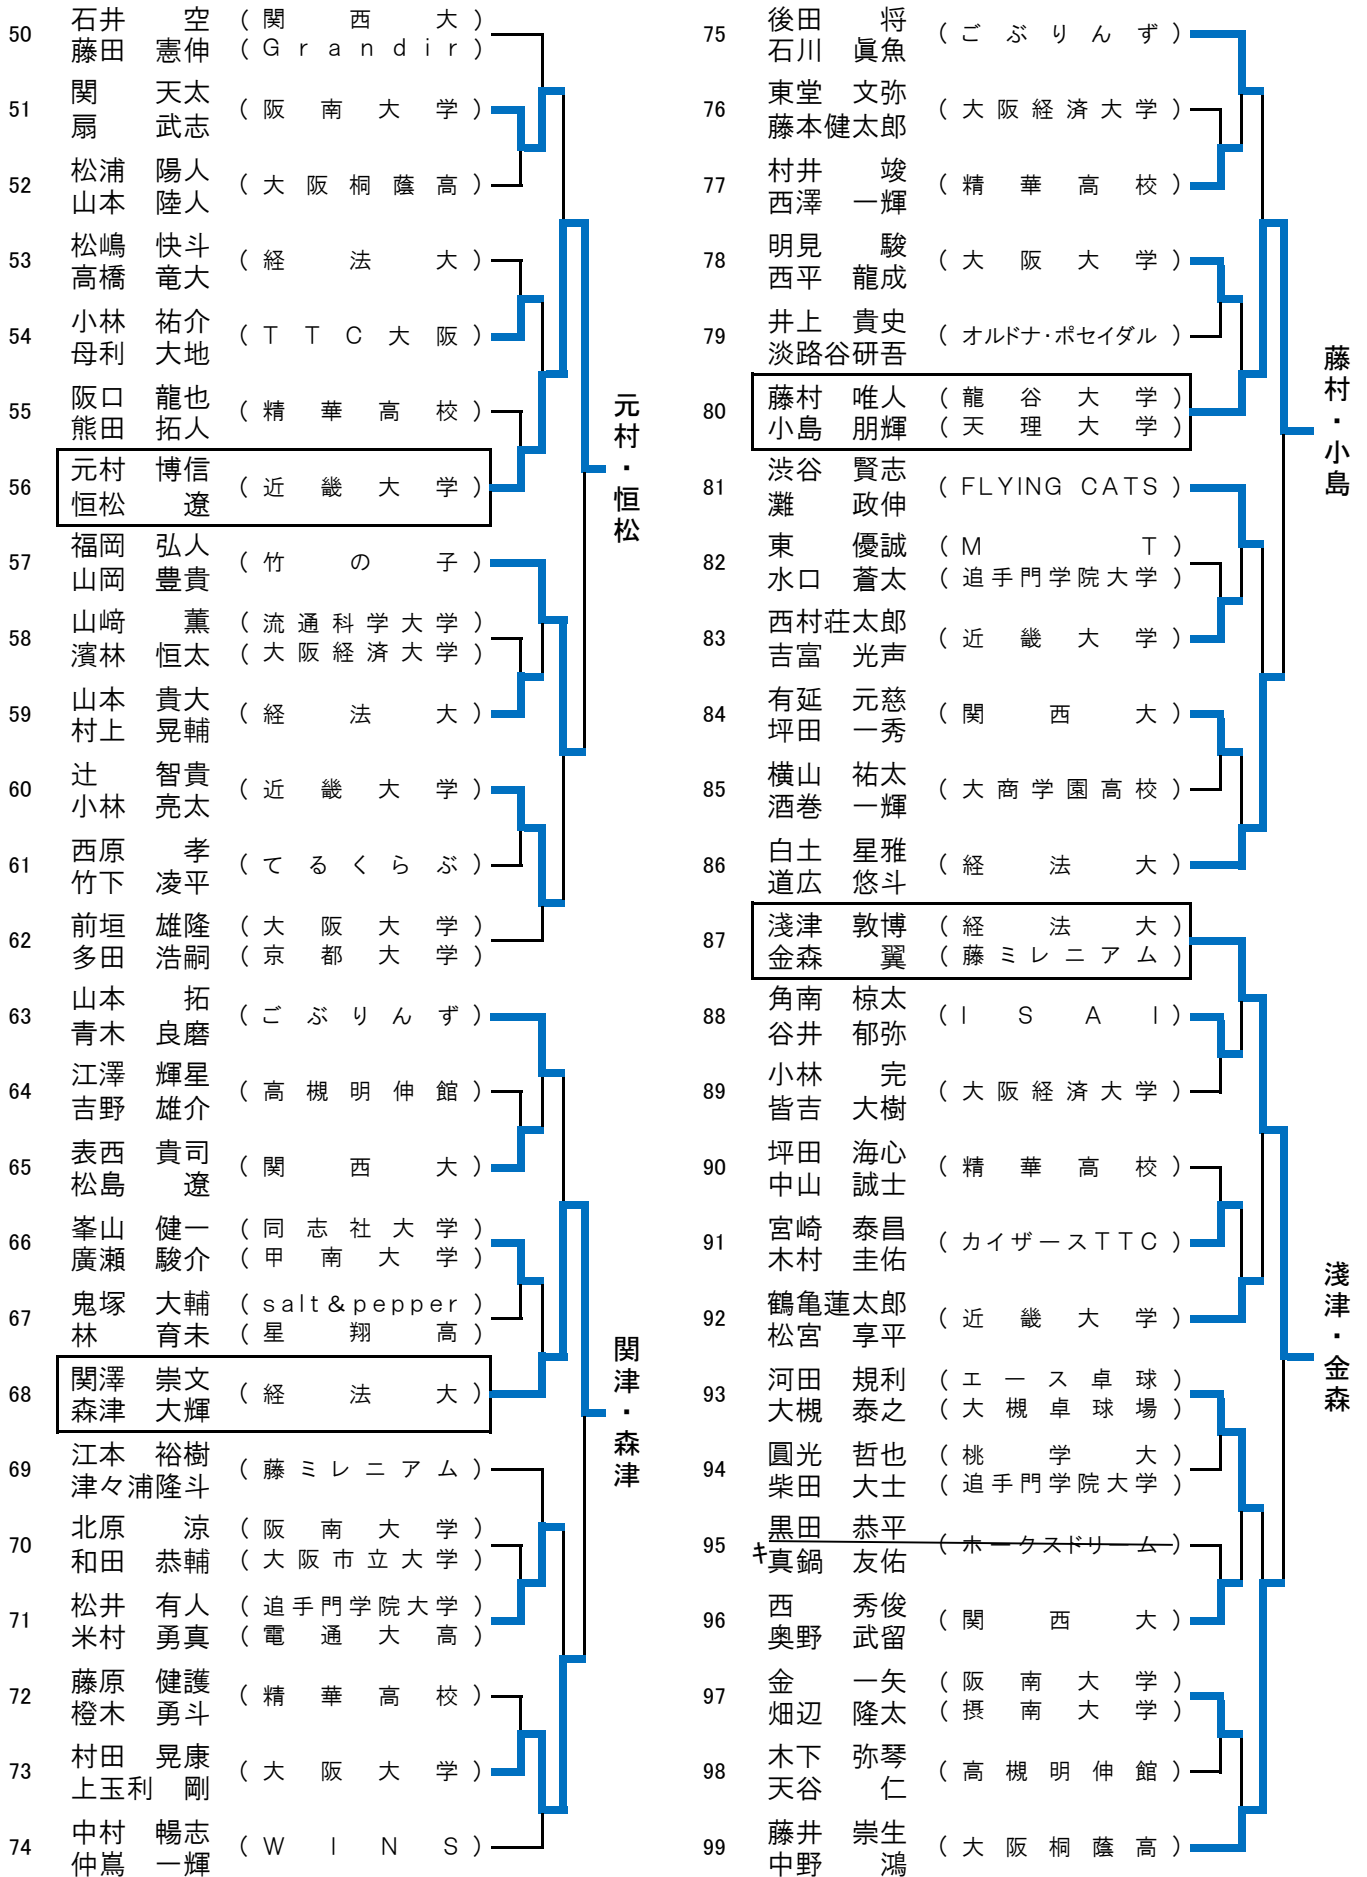 50 石井 空 (関西大)
藤田 憲伸 (Grandir)
51 関 天太 (阪南大学)
扇 武志
52 松浦 陽人 (大阪桐蔭高)
山本 陸人
53 松嶋 快斗 (経法大)
高橋 竜大
54 小林 祐介 (TTC大阪)
母利 大地
55 阪口 龍也 (精華高校)
熊田 拓人
56 元村 博信 (近畿大学)
恒松 遼
57 福岡 弘人 (竹の子)
山岡 豊貴
58 山﨑 薫 (流通科学大学)
濱林 恒太 (大阪経済大学)
59 山本 貴大 (経法大)
村上 晃輔
60 辻 智貴 (近畿大学)
小林 亮太
61 西原 孝 (てるくらぶ)
竹下 凌平
62 前垣 雄隆 (大阪大学)
多田 浩嗣 (京都大学)
63 山本 拓 (ごぶりんず)
青木 良磨
64 江澤 輝星 (高槻明伸館)
吉野 雄介
65 表西 貴司 (関西大)
松島 遼
66 峯山 健一 (同志社大学)
廣瀬 駿介 (甲南大学)
67 鬼塚 大輔 (salt&pepper)
林 育未 (星翔高)
68 関澤 崇文 (経法大)
森津 大輝
69 江本 裕樹 (藤ミレニアム)
津々浦隆斗
70 北原 涼 (阪南大学)
和田 恭輔 (大阪市立大学)
71 松井 有人 (追手門学院大学)
米村 勇真 (電通大高)
72 藤原 健護 (精華高校)
橙木 勇斗
73 村田 晃康 (大阪大学)
上玉利 剛
74 中村 暢志 (WINS)
仲嶌 一輝
元村・恒松
関津・森津
75 後田 将 (ごぶりんず)
石川 眞魚
76 東堂 文弥 (大阪経済大学)
藤本健太郎
77 村井 竣 (精華高校)
西澤 一輝
78 明見 駿 (大阪大学)
西平 龍成
79 井上 貴史 (オルドナ・ポセイダル)
淡路谷研吾
80 藤村 唯人 (龍谷大学)
小島 朋輝 (天理大学)
81 渋谷 賢志 (FLYING CATS)
灘 政伸
82 東 優誠 (MT)
水口 蒼太 (追手門学院大学)
83 西村荘太郎 (近畿大学)
吉富 光声
84 有延 元慈 (関西大)
坪田 一秀
85 横山 祐太 (大商学園高校)
酒巻 一輝
86 白土 星雅 (経法大)
道広 悠斗
87 淺津 敦博 (経法大)
金森 翼 (藤ミレニアム)
88 角南 椋太 (ISAI)
谷井 郁弥
89 小林 完 (大阪経済大学)
皆吉 大樹
90 坪田 海心 (精華高校)
中山 誠士
91 宮崎 泰昌 (カイザースTTC)
木村 圭佑
92 鶴亀蓮太郎 (近畿大学)
松宮 享平
93 河田 規利 (エース卓球)
大槻 泰之 (大槻卓球場)
94 圓光 哲也 (桃学大)
柴田 大士 (追手門学院大学)
95 黒田 恭平 (ホークスドリーム)
キ 真鍋 友佑
96 西 秀俊 (関西大)
奥野 武留
97 金 一矢 (阪南大学)
畑辺 隆太 (摂南大学)
98 木下 弥琴 (高槻明伸館)
天谷 仁
99 藤井 崇生 (大阪桐蔭高)
中野 鴻
藤村・小島
淺津・金森